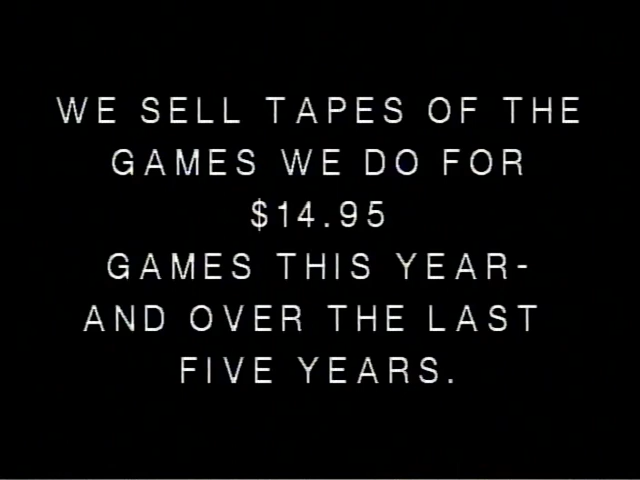 WE SELL TAPES OF THE
GAMES WE DO FOR
$14.95
GAMES THIS YEAR-
AND OVER THE LAST
FIVE YEARS.